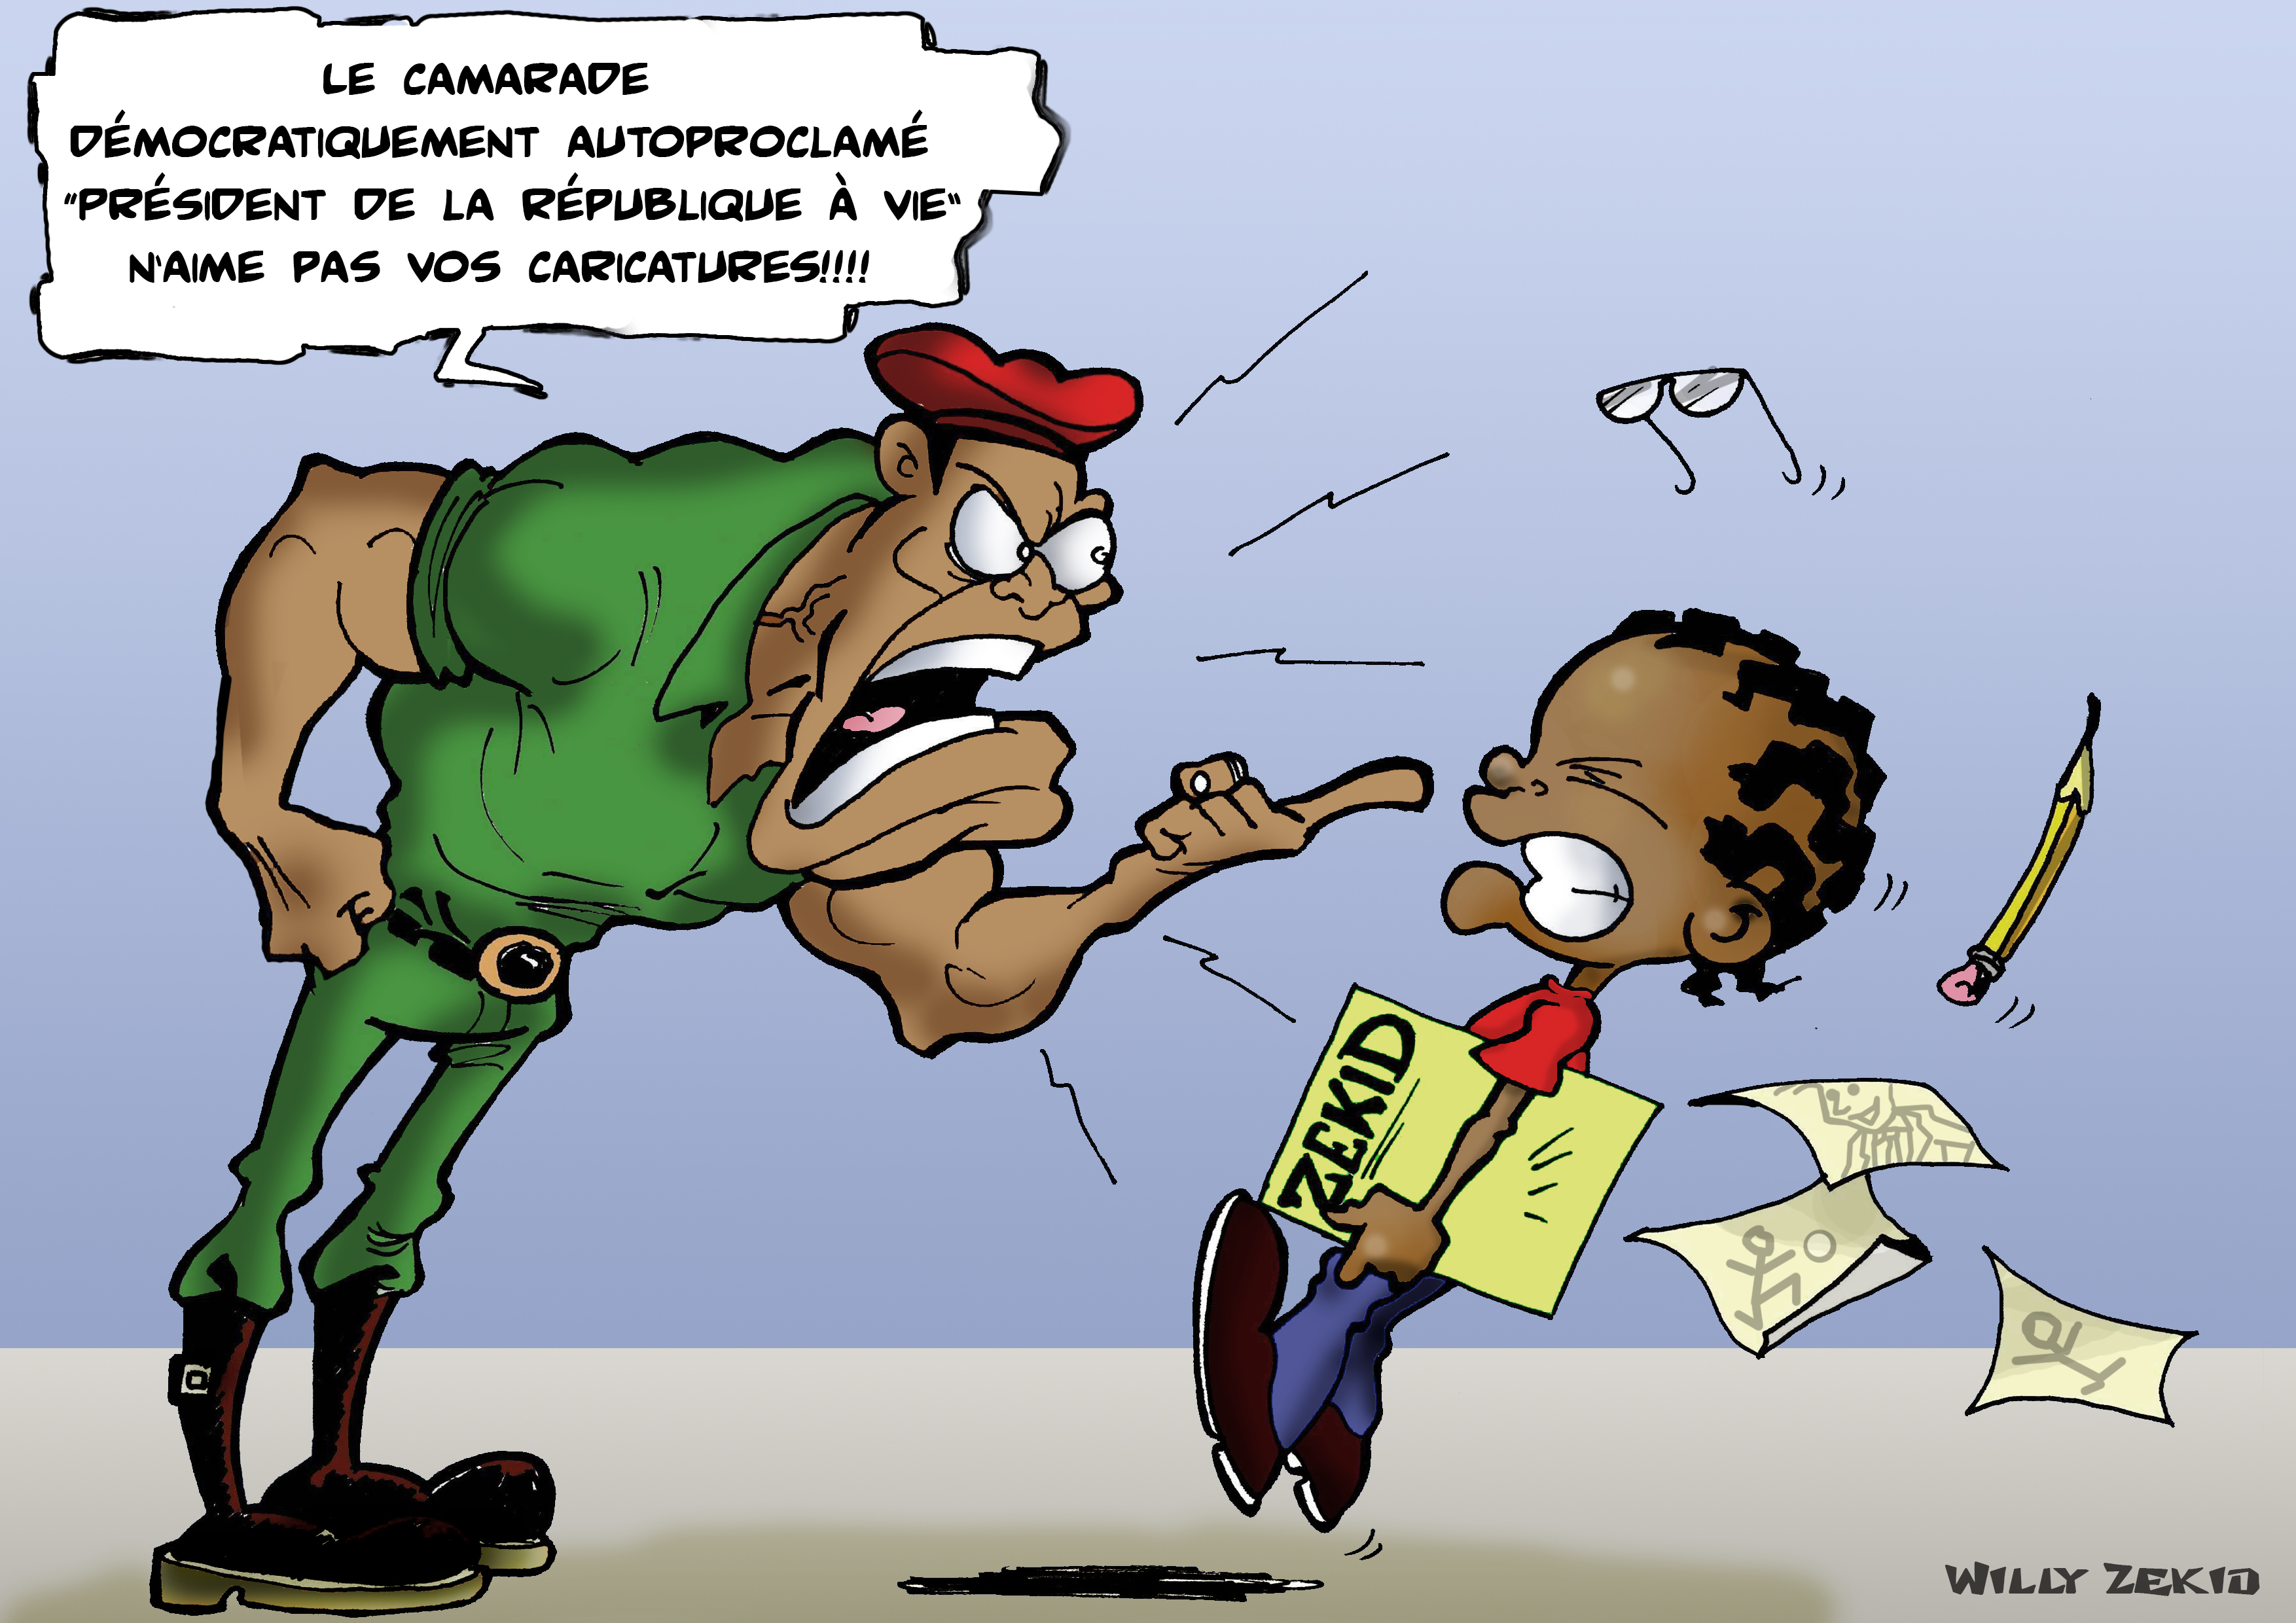 LE CAMARADE
DÉMOCRATIQUEMENT AUTOPROCLAMÉ
"PRÉSIDENT DE LA RÉPUBLIQUE À VIE"
N'AIME PAS VOS CARICATURES!!!!
ZEKID
WILLY ZEKID